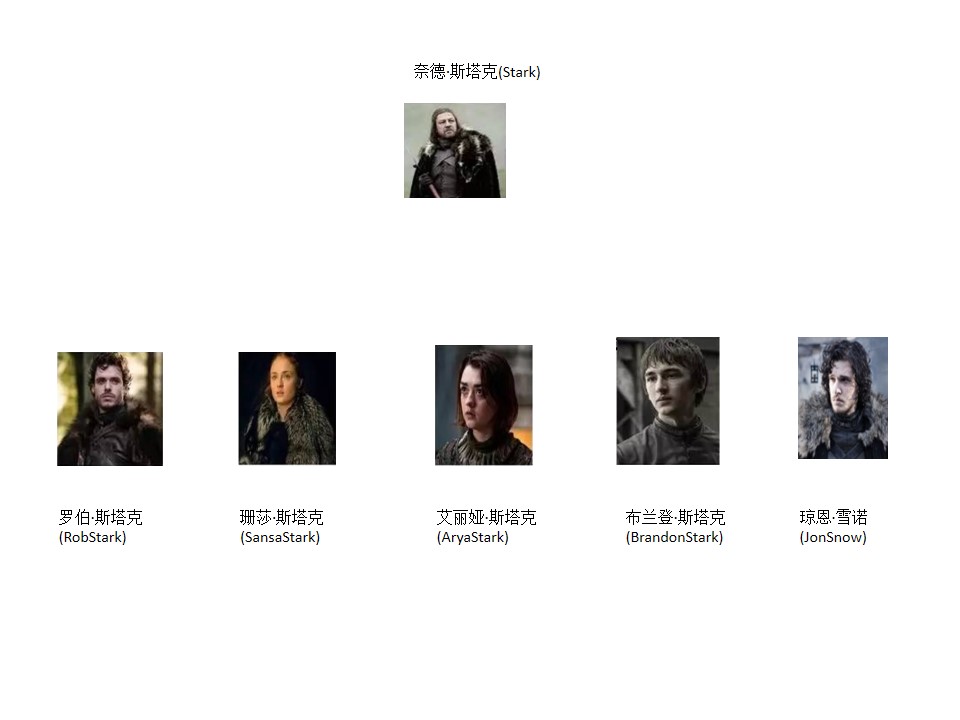 奈德·斯塔克(Stark)
罗伯·斯塔克
(RobStark)
珊莎·斯塔克
(SansaStark)
艾丽娅·斯塔克
(AryaStark)
布兰登·斯塔克
(BrandonStark)
琼恩·雪诺
(JonSnow)